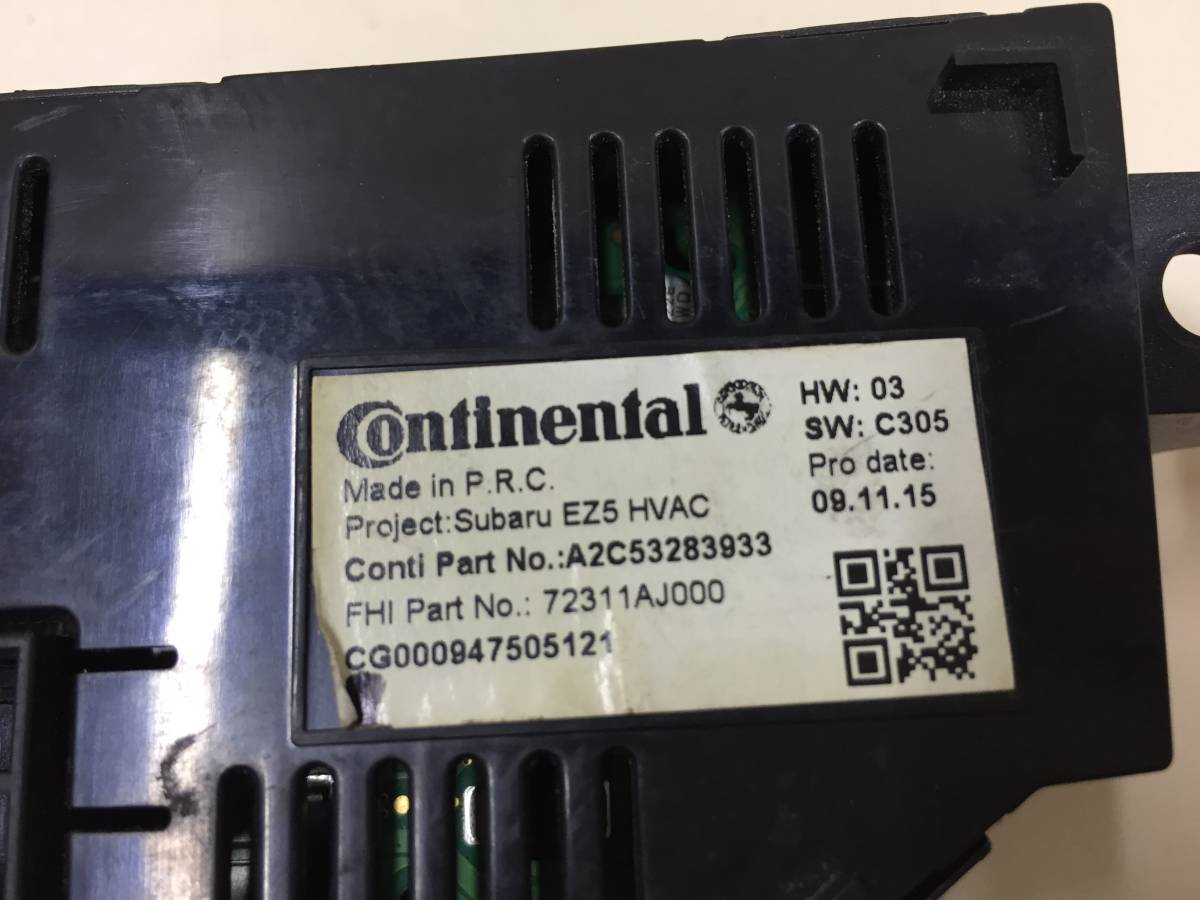 Continental
Made in P.R.C.
Project:Subaru EZ5 HVAC
Conti Part No.:A2C53283933
FHI Part No.: 72311AJ000
CG000947505121
HW: 03
SW: C305
Pro date:
09.11.15
WD